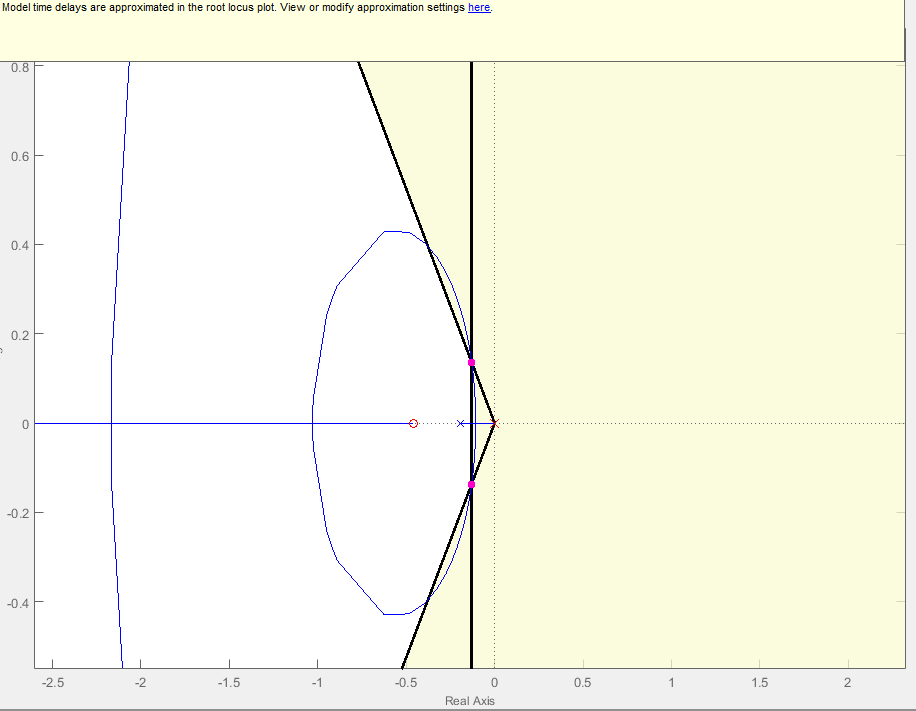 Model time delays are approximated in the root locus plot. View or modify approximation settings here.
0.8
0.6
0.4
0.2
0
-0.2
-0.4
-2.5 -2 -1.5 -1 -0.5 0 0.5 1 1.5 2
Real Axis